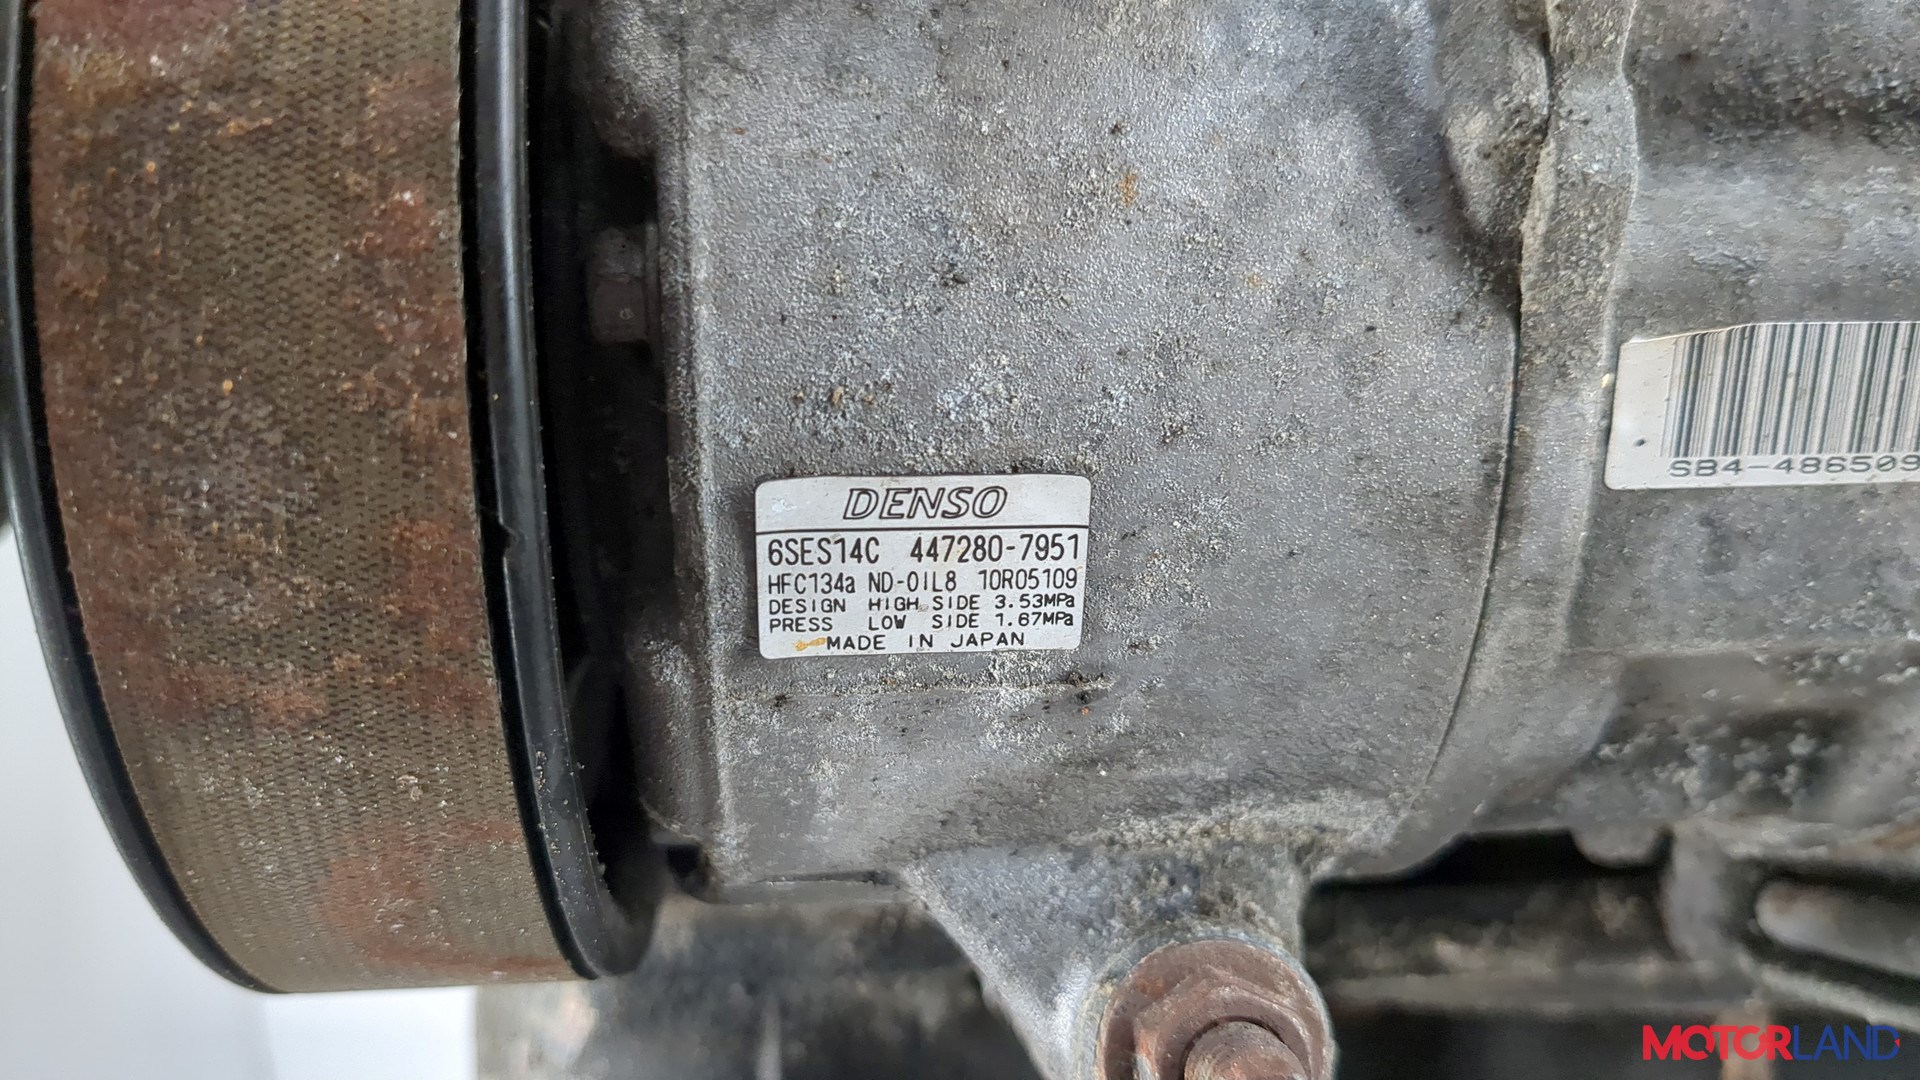 DENSO
6SES14C 447280-7951
HFC134a ND-OIL8 10R05109
DESIGN HIGH SIDE 3.53MPa
PRESS LOW SIDE 1.67MPa
MADE IN JAPAN
SB4-486509
MOTORLAND